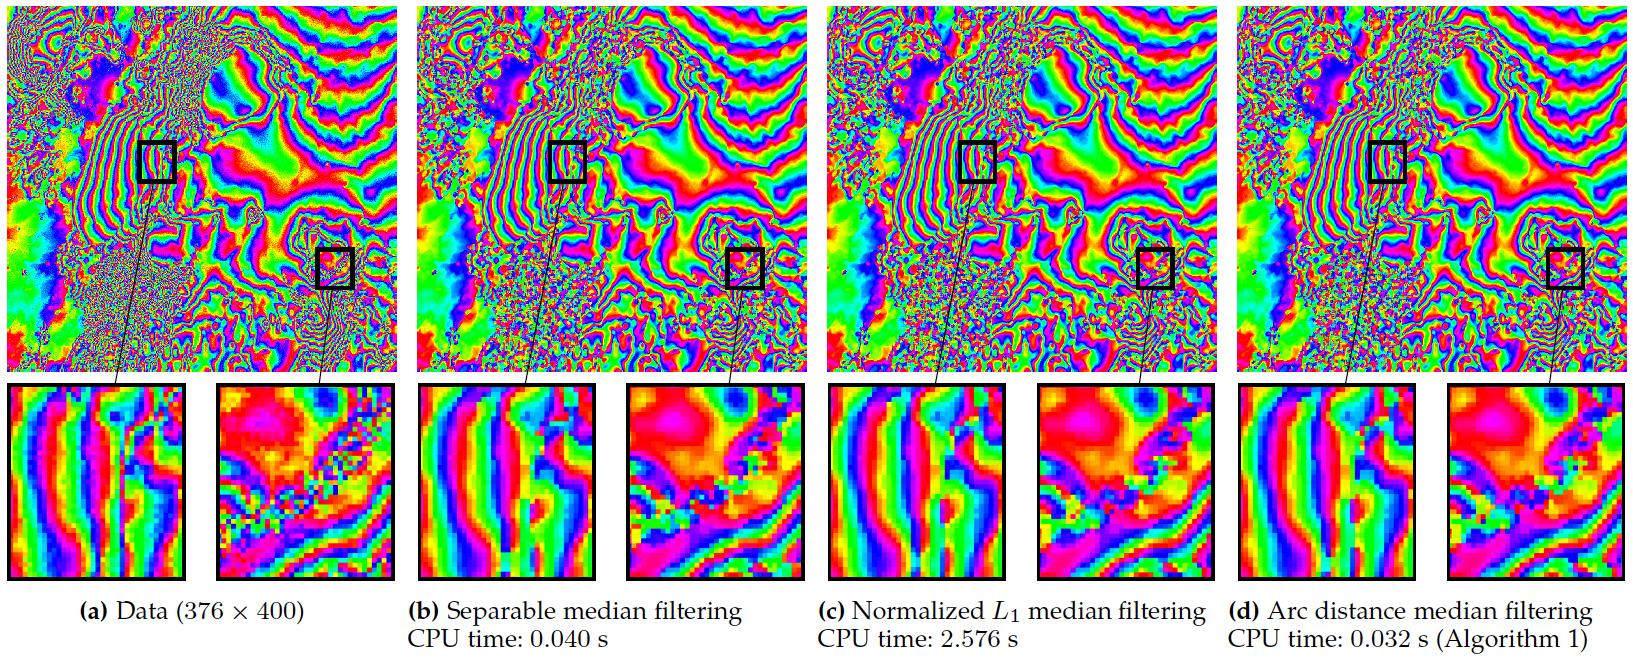 (a) Data (376 × 400)
(b) Separable median filtering
CPU time: 0.040 s
(c) Normalized L₁ median filtering
CPU time: 2.576 s
(d) Arc distance median filtering
CPU time: 0.032 s (Algorithm 1)